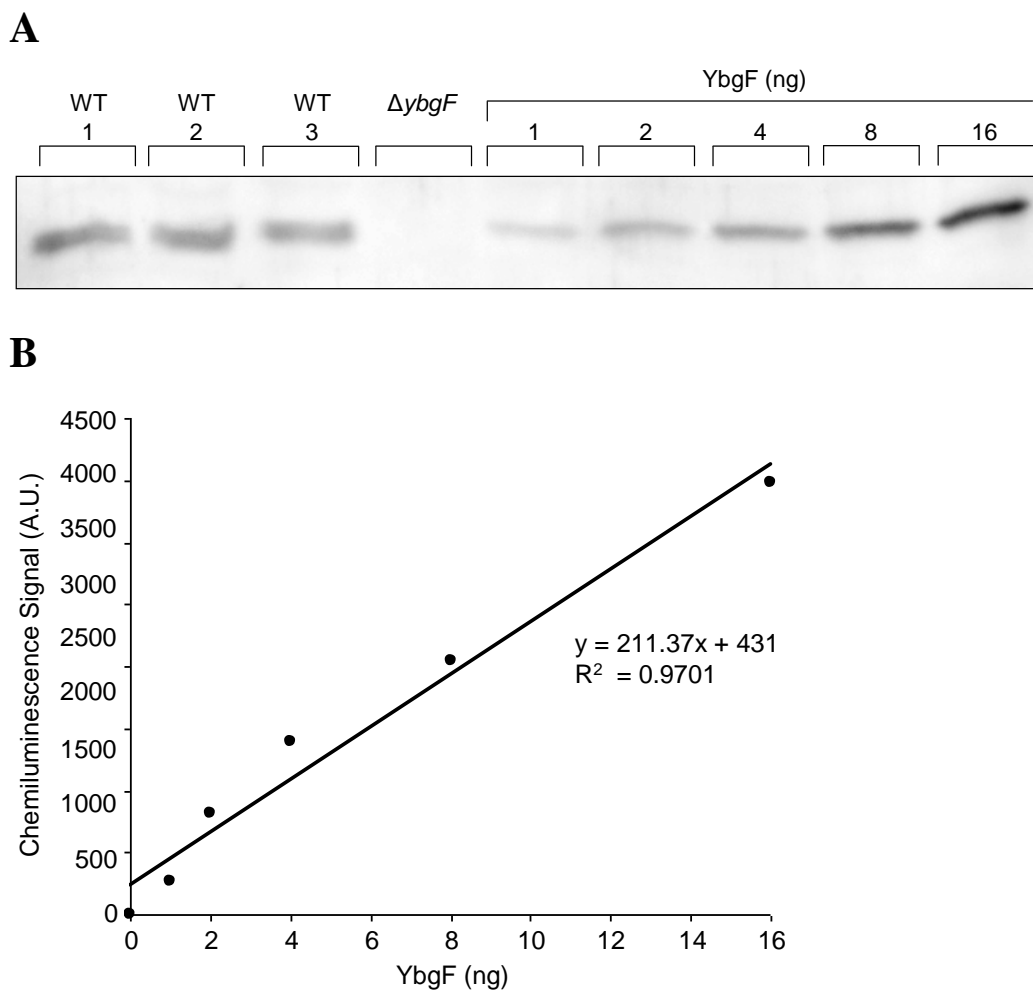 A
YbgF (ng)
WT WT WT ΔybgF
1 2 3 1 2 4 8 16
B
4500
4000
3500
3000
2500
2000
1500
1000
500
0
Chemiluminescence Signal (A.U.)
y = 211.37x + 431
R² = 0.9701
0 2 4 6 8 10 12 14 16
YbgF (ng)